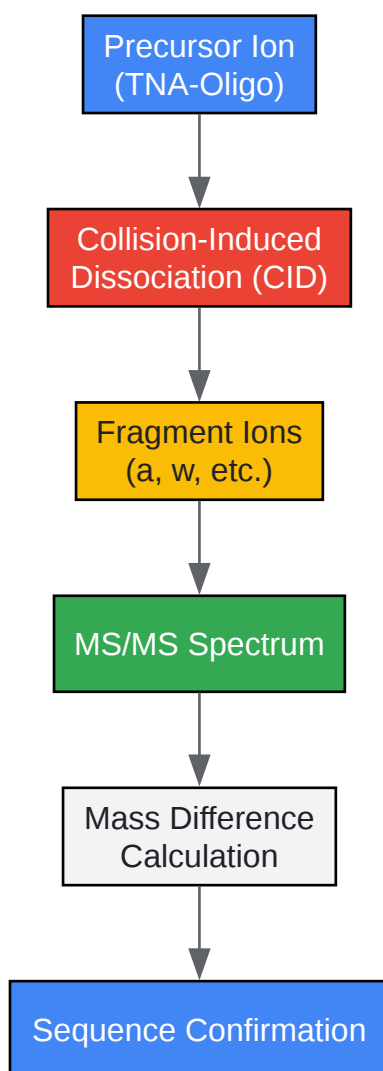 Precursor Ion
(TNA-Oligo)
Collision-Induced
Dissociation (CID)
Fragment Ions
(a, w, etc.)
MS/MS Spectrum
Mass Difference
Calculation
Sequence Confirmation